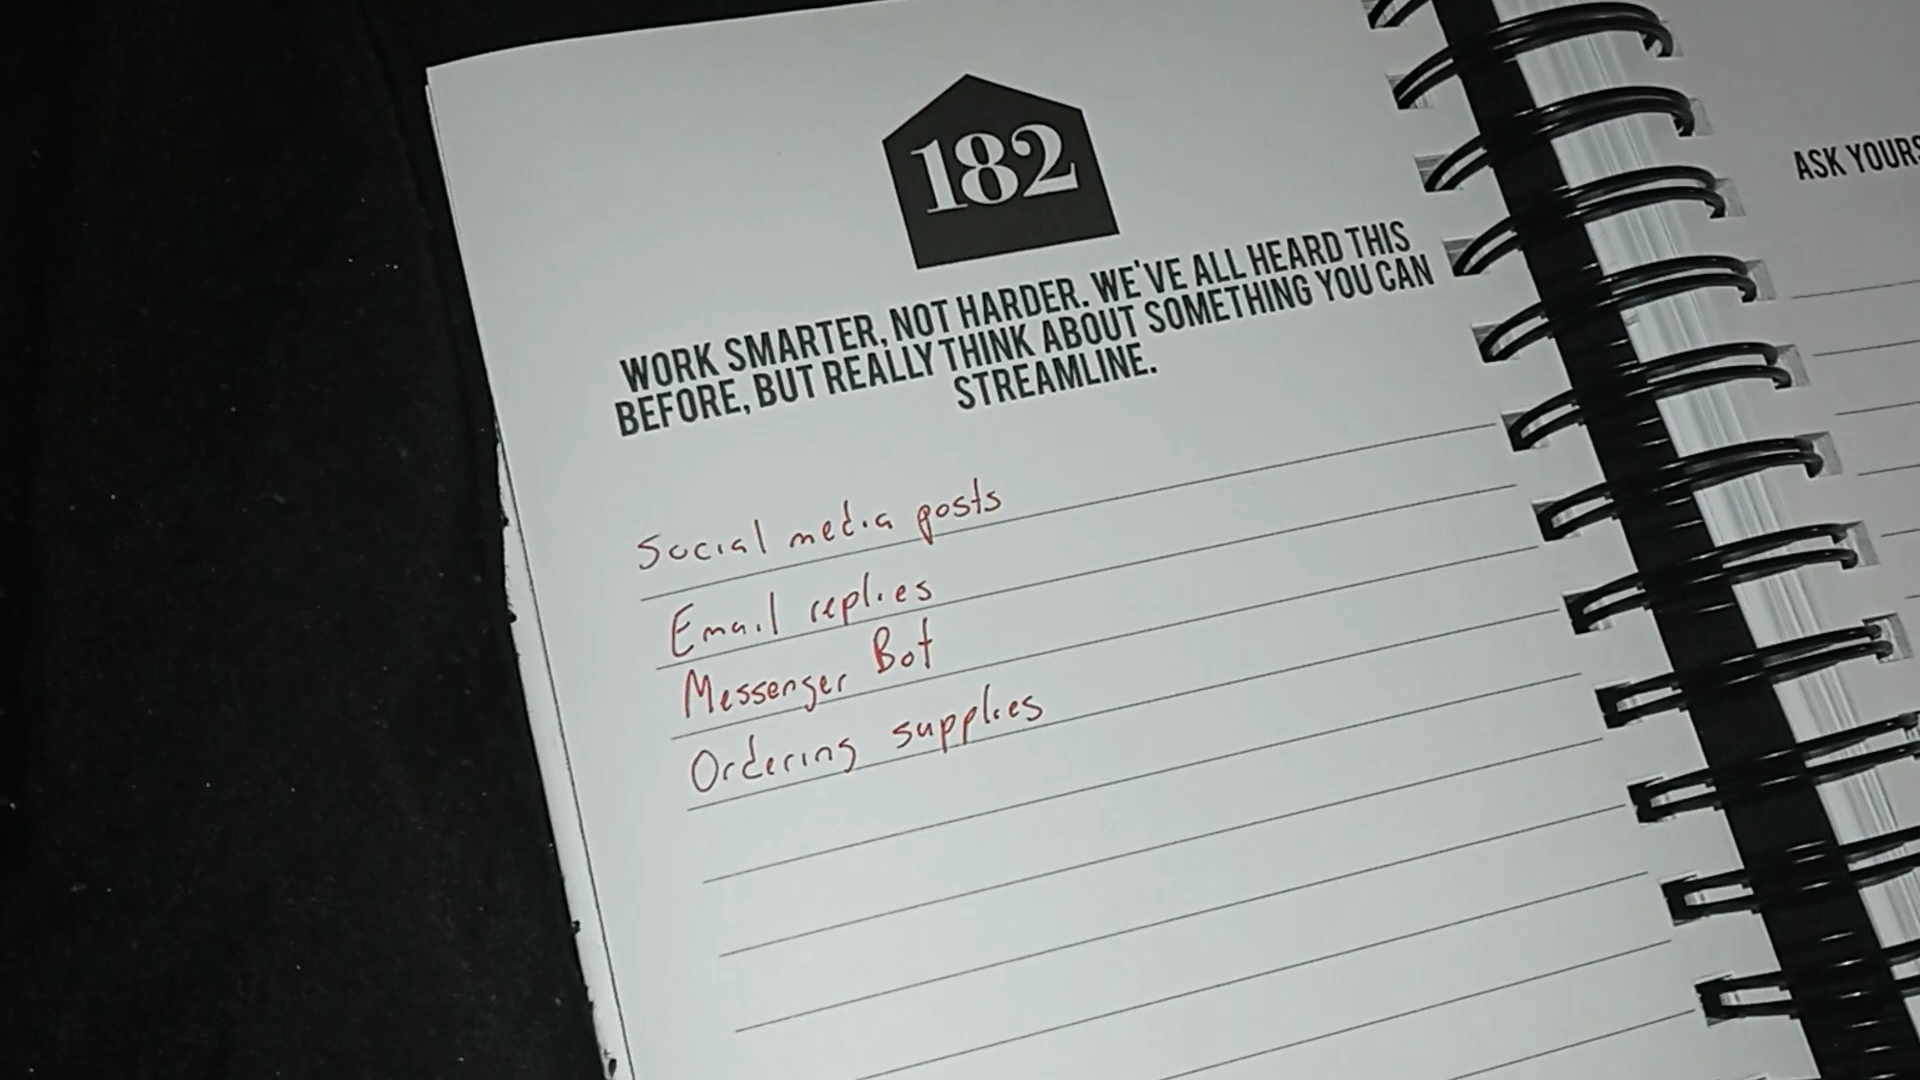 182
WORK SMARTER, NOT HARDER. WE'VE ALL HEARD THIS
BEFORE, BUT REALLY THINK ABOUT SOMETHING YOU CAN
STREAMLINE.
Social media posts
Email replies
Messenger Bot
Ordering supplies
ASK